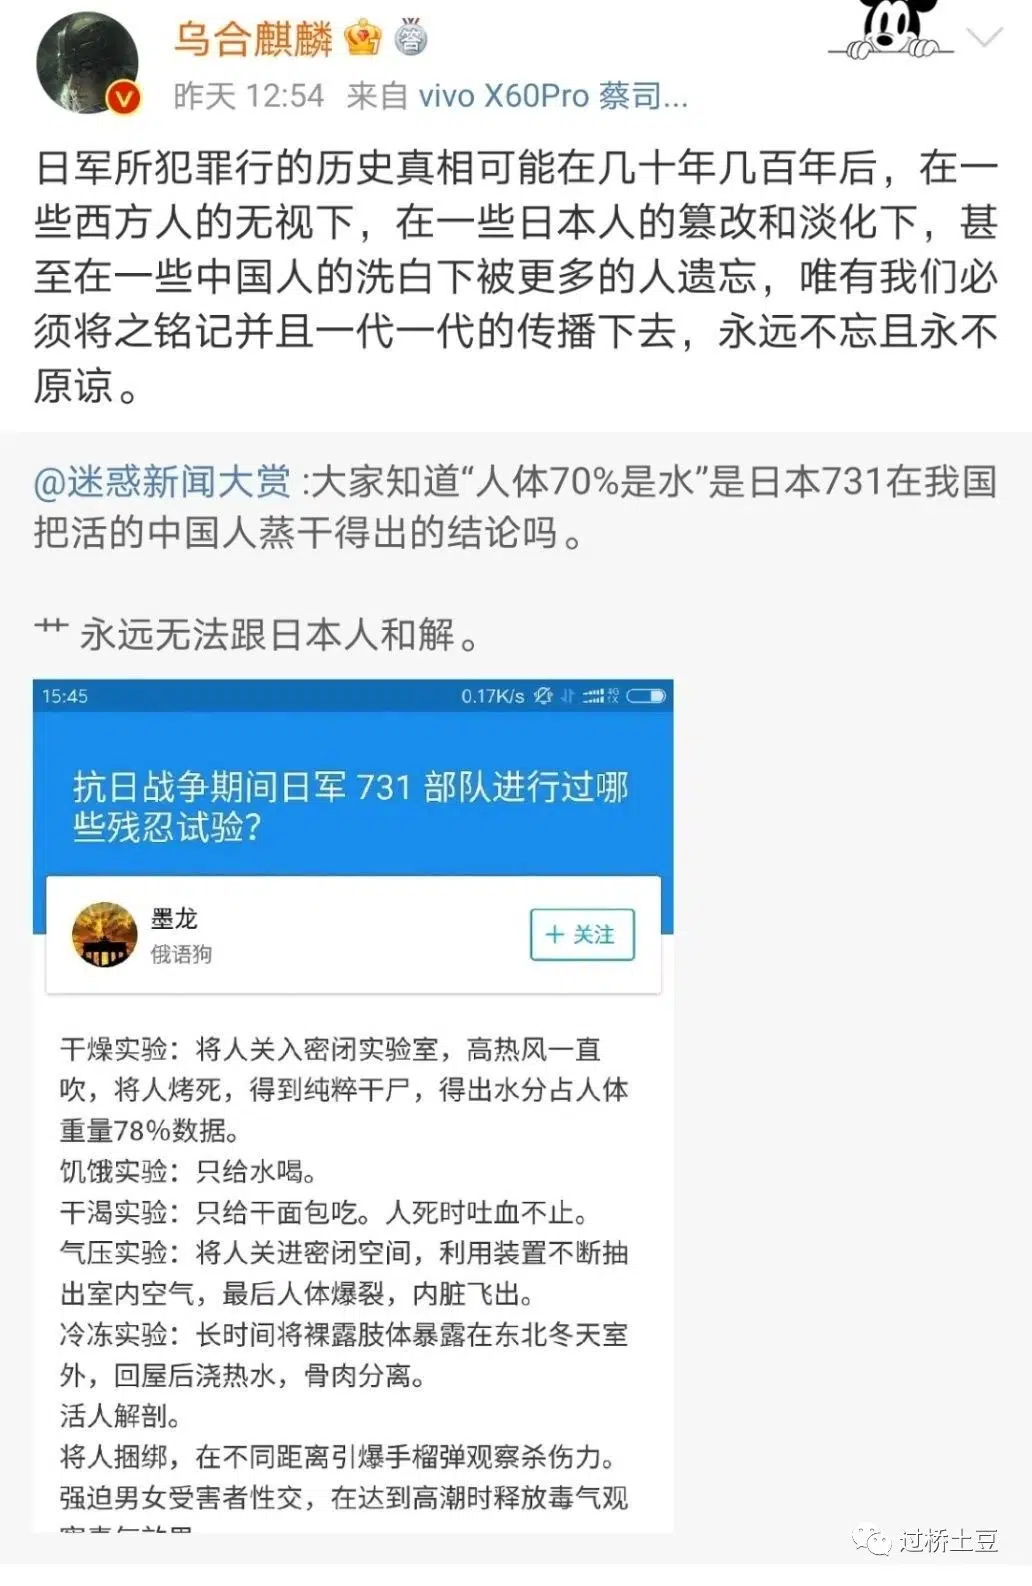 乌合麒麟
答
昨天 12:54 来自 vivo X60Pro 蔡司...
日军所犯罪行的历史真相可能在几十年几百年后，在一
些西方人的无视下，在一些日本人的篡改和淡化下，甚
至在一些中国人的洗白下被更多的人遗忘，唯有我们必
须将之铭记并且一代一代的传播下去，永远不忘且永不
原谅。
@迷惑新闻大赏 :大家知道“人体70%是水”是日本731在我国
把活的中国人蒸干得出的结论吗。
艹 永远无法跟日本人和解。
15:45 0.17K/s 4G 1X
抗日战争期间日军 731 部队进行过哪
些残忍试验？
墨龙
俄语狗
+ 关注
干燥实验：将人关入密闭实验室，高热风一直
吹，将人烤死，得到纯粹干尸，得出水分占人体
重量78%数据。
饥饿实验：只给水喝。
干渴实验：只给干面包吃。人死时吐血不止。
气压实验：将人关进密闭空间，利用装置不断抽
出室内空气，最后人体爆裂，内脏飞出。
冷冻实验：长时间将裸露肢体暴露在东北冬天室
外，回屋后浇热水，骨肉分离。
活人解剖。
将人捆绑，在不同距离引爆手榴弹观察杀伤力。
强迫男女受害者性交，在达到高潮时释放毒气观
过桥土豆